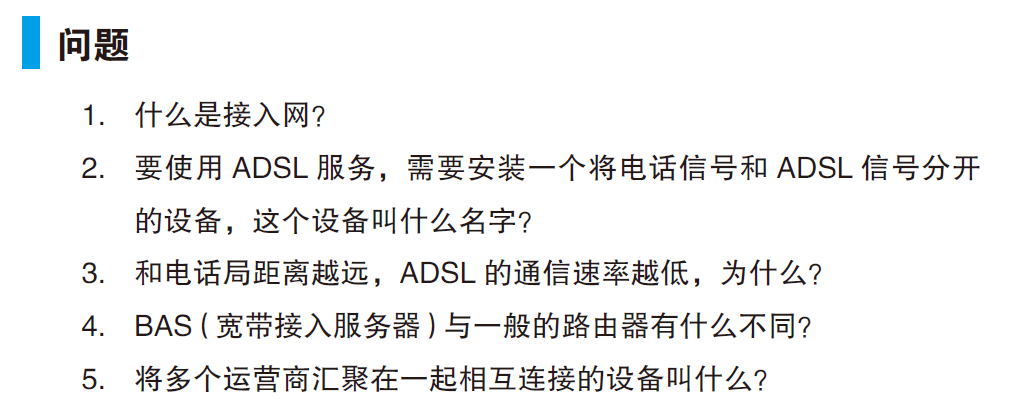 问题
1. 什么是接入网？
2. 要使用 ADSL 服务，需要安装一个将电话信号和 ADSL 信号分开
的设备，这个设备叫什么名字？
3. 和电话局距离越远，ADSL 的通信速率越低，为什么？
4. BAS ( 宽带接入服务器 ) 与一般的路由器有什么不同？
5. 将多个运营商汇聚在一起相互连接的设备叫什么？